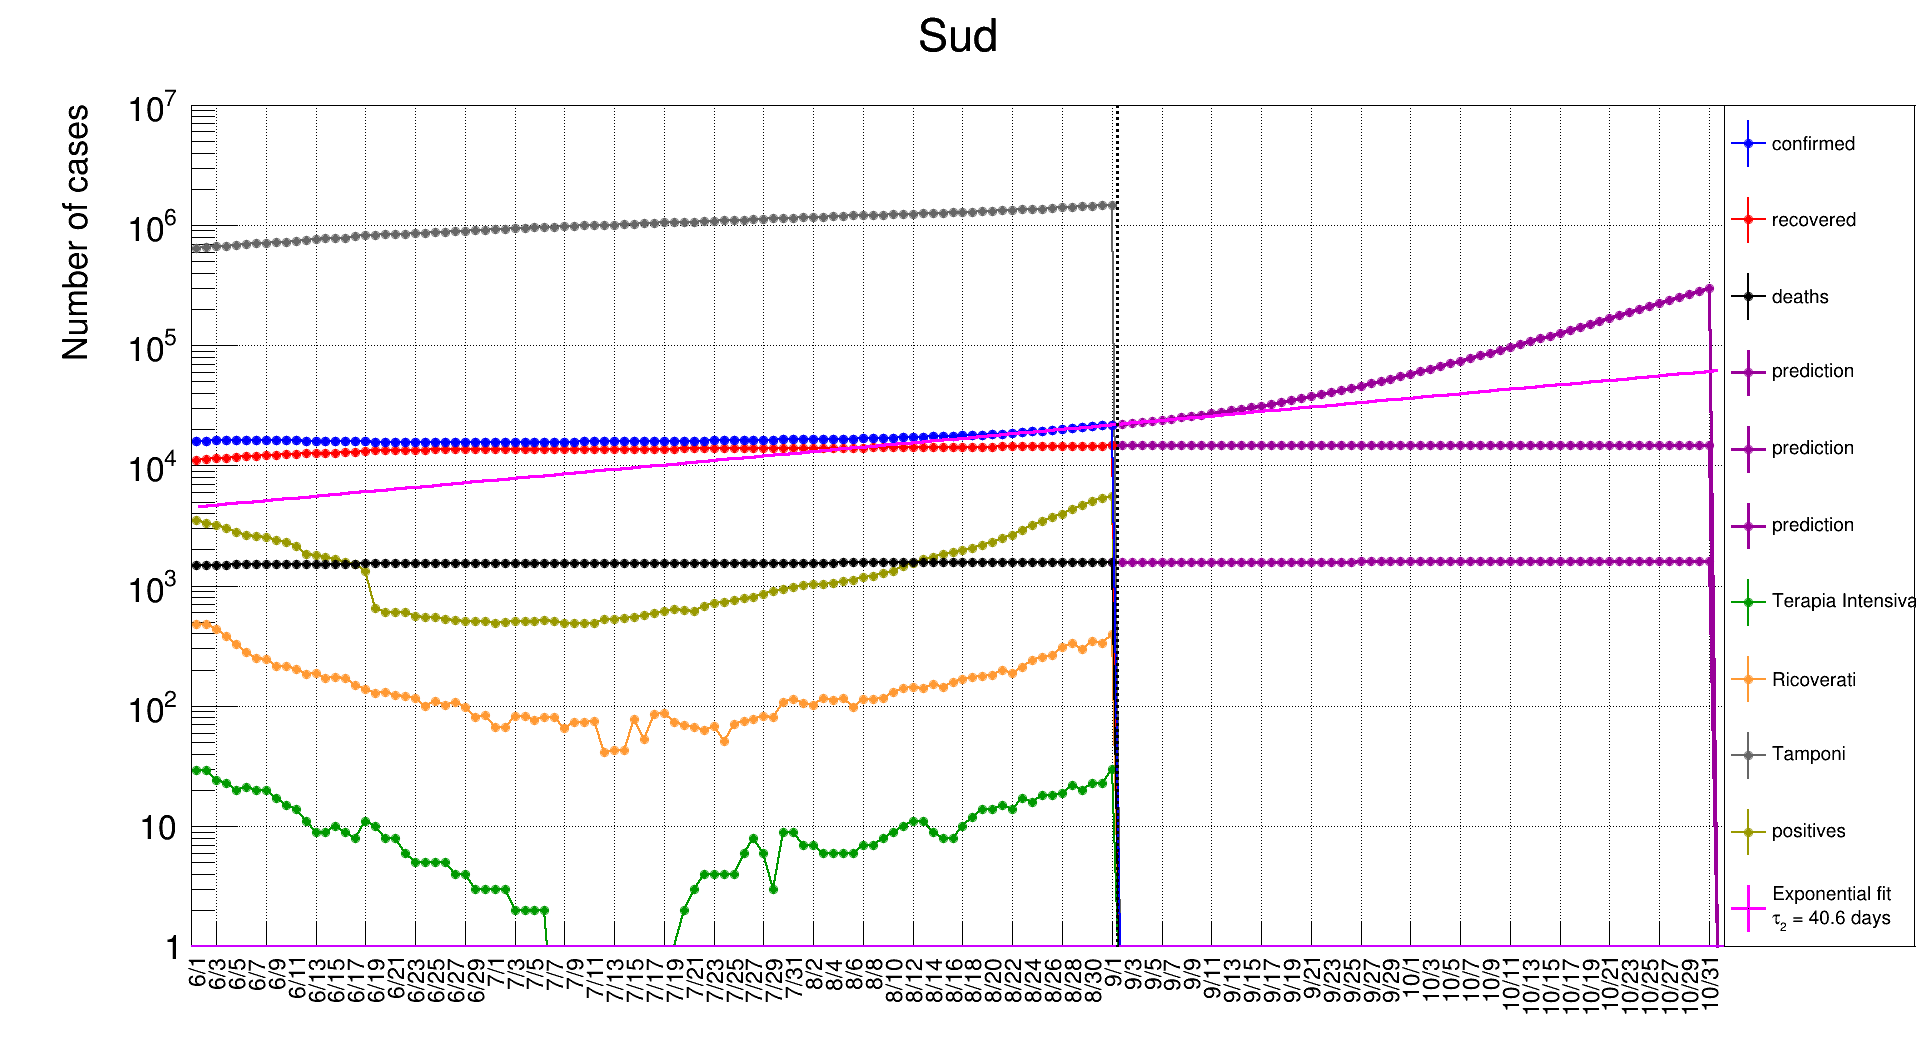 Sud
Number of cases
10^7
10^6
10^5
10^4
10^3
10^2
10
1
6/1 6/3 6/5 6/7 6/9 6/11 6/13 6/15 6/17 6/19 6/21 6/23 6/25 6/27 6/29 7/1 7/3 7/5 7/7 7/9 7/11 7/13 7/15 7/17 7/19 7/21 7/23 7/25 7/27 7/29 7/31 8/2 8/4 8/6 8/8 8/10 8/12 8/14 8/16 8/18 8/20 8/22 8/24 8/26 8/28 8/30 9/1 9/3 9/5 9/7 9/9 9/11 9/13 9/15 9/17 9/19 9/21 9/23 9/25 9/27 9/29 10/1 10/3 10/5 10/7 10/9 10/11 10/13 10/15 10/17 10/19 10/21 10/23 10/25 10/27 10/29 10/31
confirmed
recovered
deaths
prediction
prediction
prediction
Terapia Intensiva
Ricoverati
Tamponi
positives
Exponential fit
τ₂ = 40.6 days